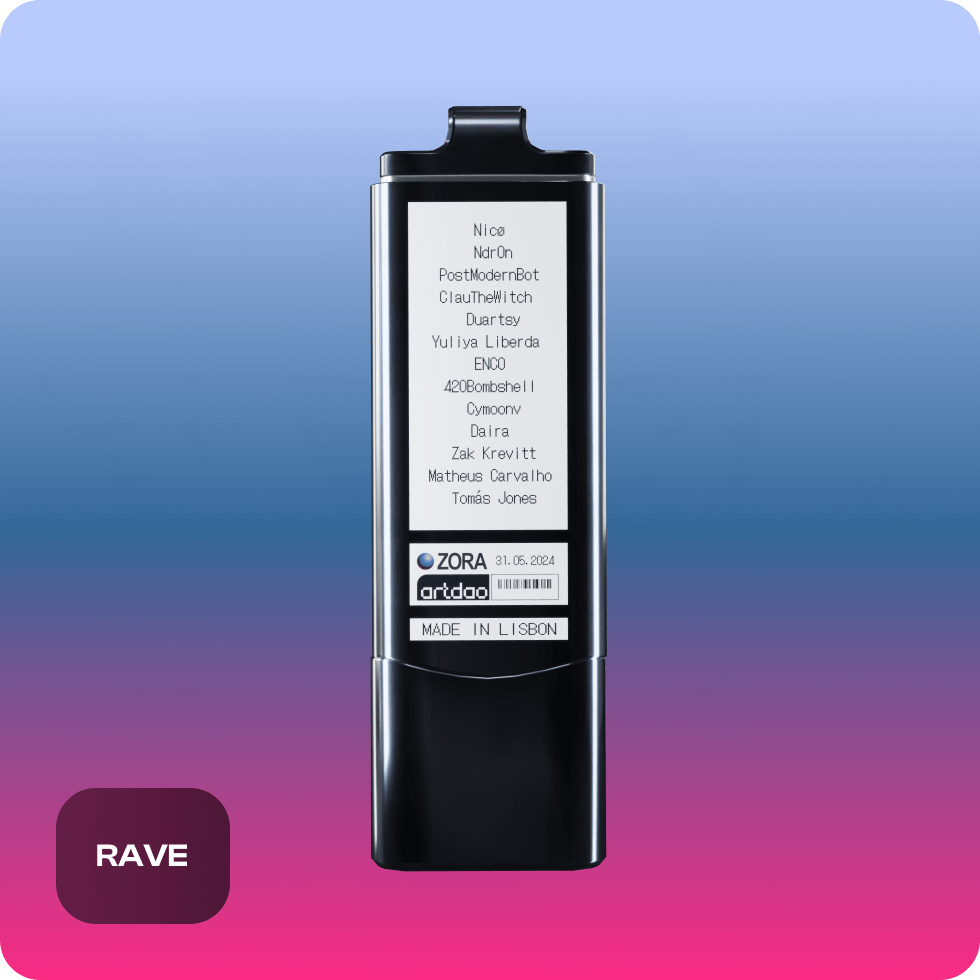 Nicø
NdrOn
PostModernBot
ClauTheWitch
Duartsy
Yuliya Liberda
ENCO
420Bombshell
Cymoonv
Daira
Zak Krevitt
Matheus Carvalho
Tomás Jones
ZORA 31.05.2024
artdao
MADE IN LISBON
RAVE